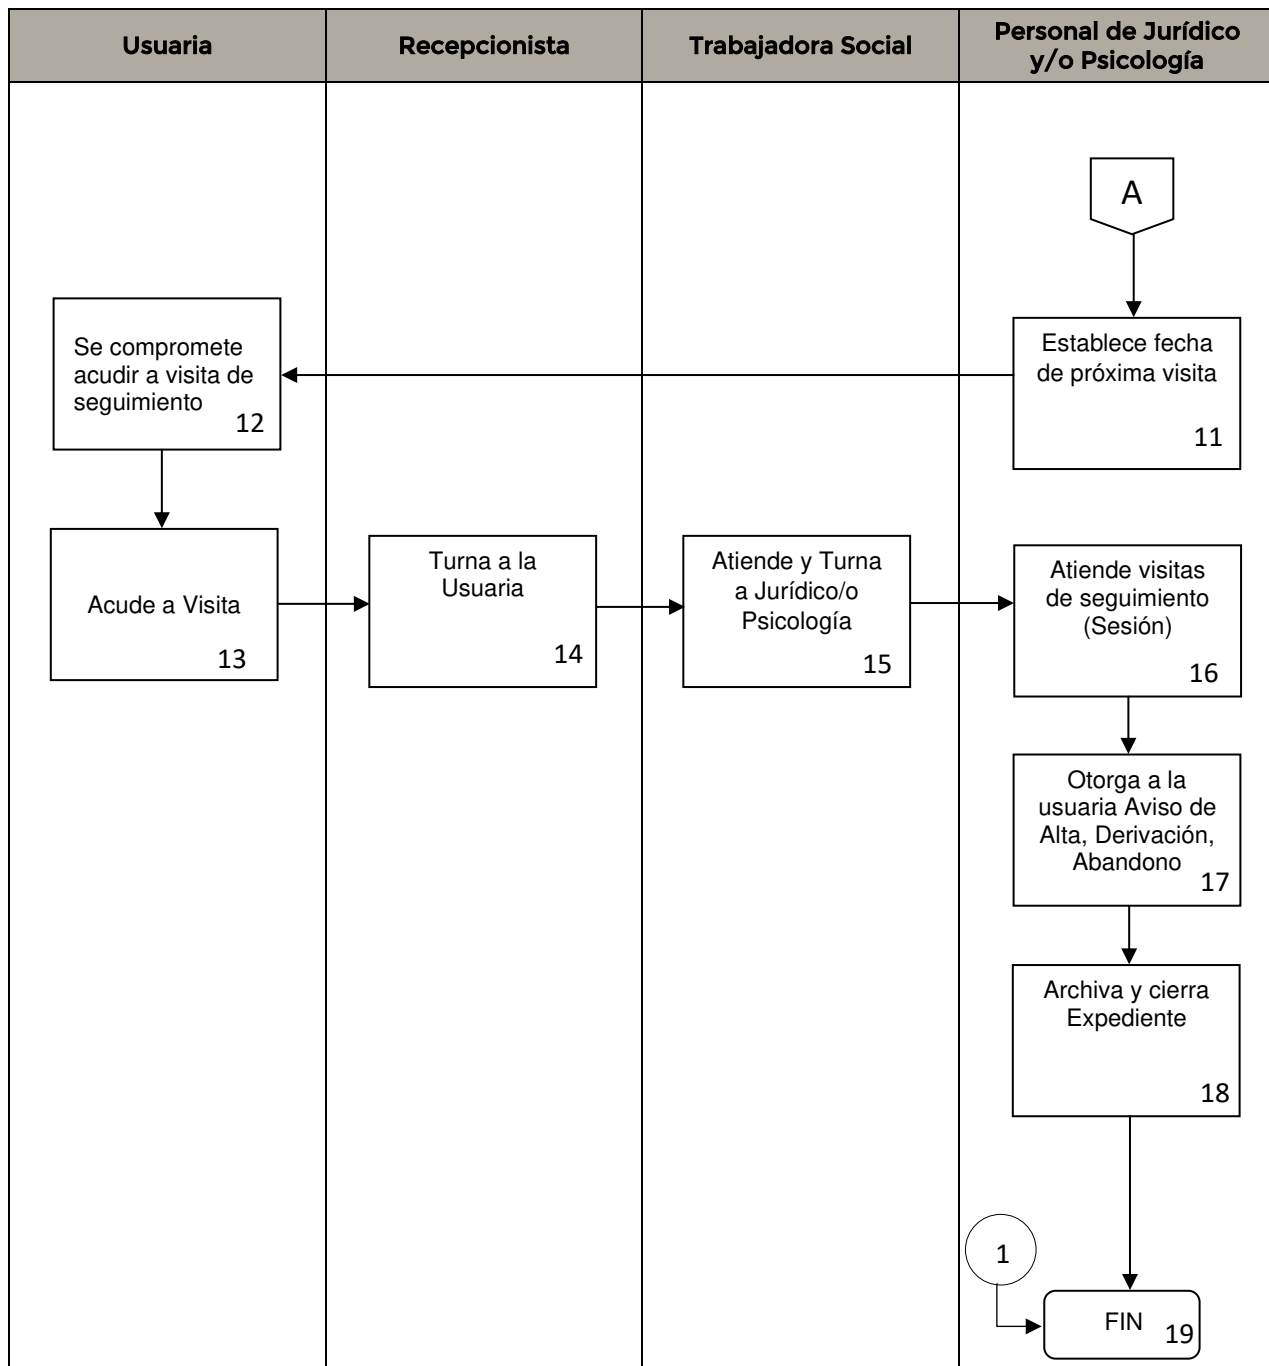 Usuaria
Recepcionista
Trabajadora Social
Personal de Jurídico
y/o Psicología
A
Establece fecha
de próxima visita
11
Se compromete
acudir a visita de
seguimiento
12
Acude a Visita
13
Turna a la
Usuaria
14
Atiende y Turna
a Jurídico/o
Psicología
15
Atiende visitas
de seguimiento
(Sesión)
16
Otorga a la
usuaria Aviso de
Alta, Derivación,
Abandono
17
Archiva y cierra
Expediente
18
1
FIN
19